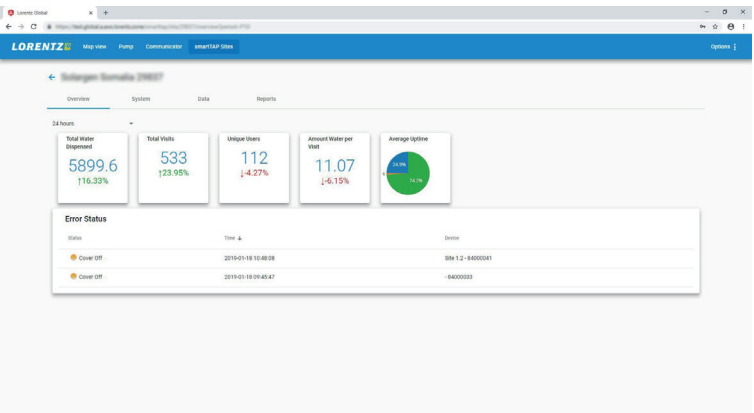 Lorentz Global
LORENTZ
Map view Pump Communicator smartTAP Sites Options
Overview System Data Reports
24 hours
Total Water Dispensed
5899.6
↑16.33%
Total Visits
533
↑23.95%
Unique Users
112
↓-4.27%
Amount Water per Visit
11.07
↓-6.15%
Average Uptime
24.9%
74.7%
Error Status
Status Time Device
Cover Off 2019-01-18 10:48:08 Site 1.2 - 84000041
Cover Off 2019-01-18 09:45:47 - 84000033